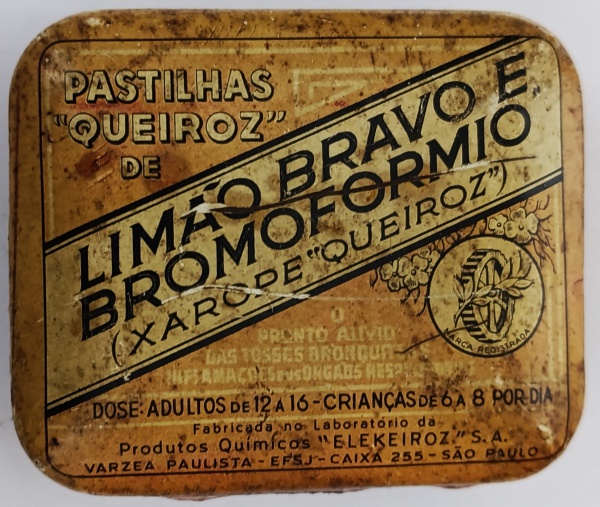 PASTILHAS
"QUEIROZ"
DE
LIMÃO BRAVO E
BROMOFORMIO
(XAROPE "QUEIROZ")
MARCA REGISTRADA
O
PRONTO ALIVIO
DAS TOSSES
DOSE: ADULTOS DE 12 A 16 - CRIANÇAS DE 6 A 8 POR DIA
Fabricada no Laboratorio da
Produtos Químicos "ELEKEIROZ" S.A.
VARZEA PAULISTA - EFSJ - CAIXA 255 - SÃO PAULO